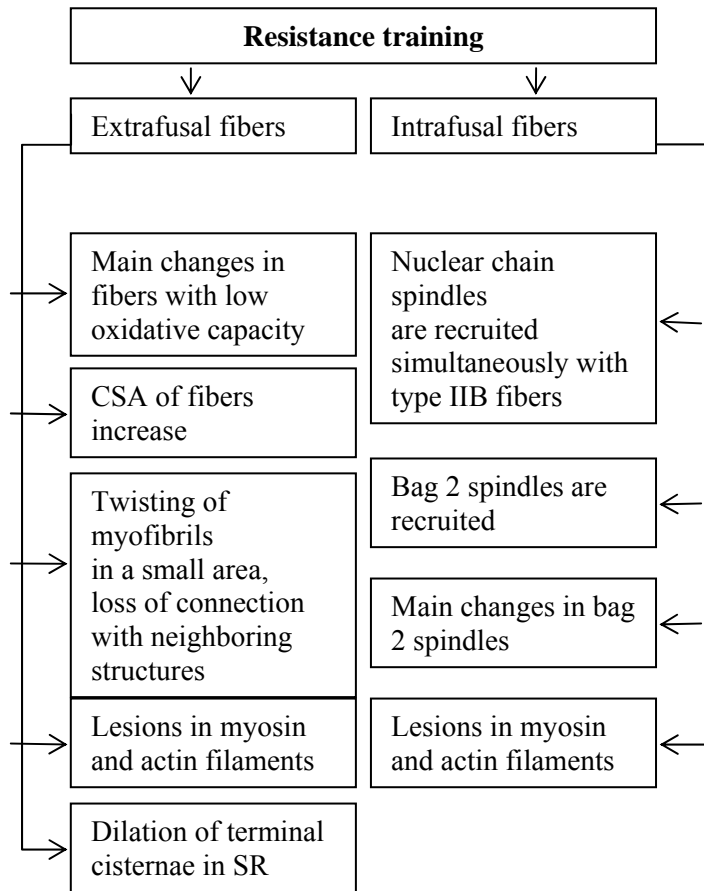 Resistance training
Extrafusal fibers
Intrafusal fibers
Main changes in
fibers with low
oxidative capacity
CSA of fibers
increase
Twisting of
myofibrils
in a small area,
loss of connection
with neighboring
structures
Lesions in myosin
and actin filaments
Dilation of terminal
cisternae in SR
Nuclear chain
spindles
are recruited
simultaneously with
type IIB fibers
Bag 2 spindles are
recruited
Main changes in bag
2 spindles
Lesions in myosin
and actin filaments